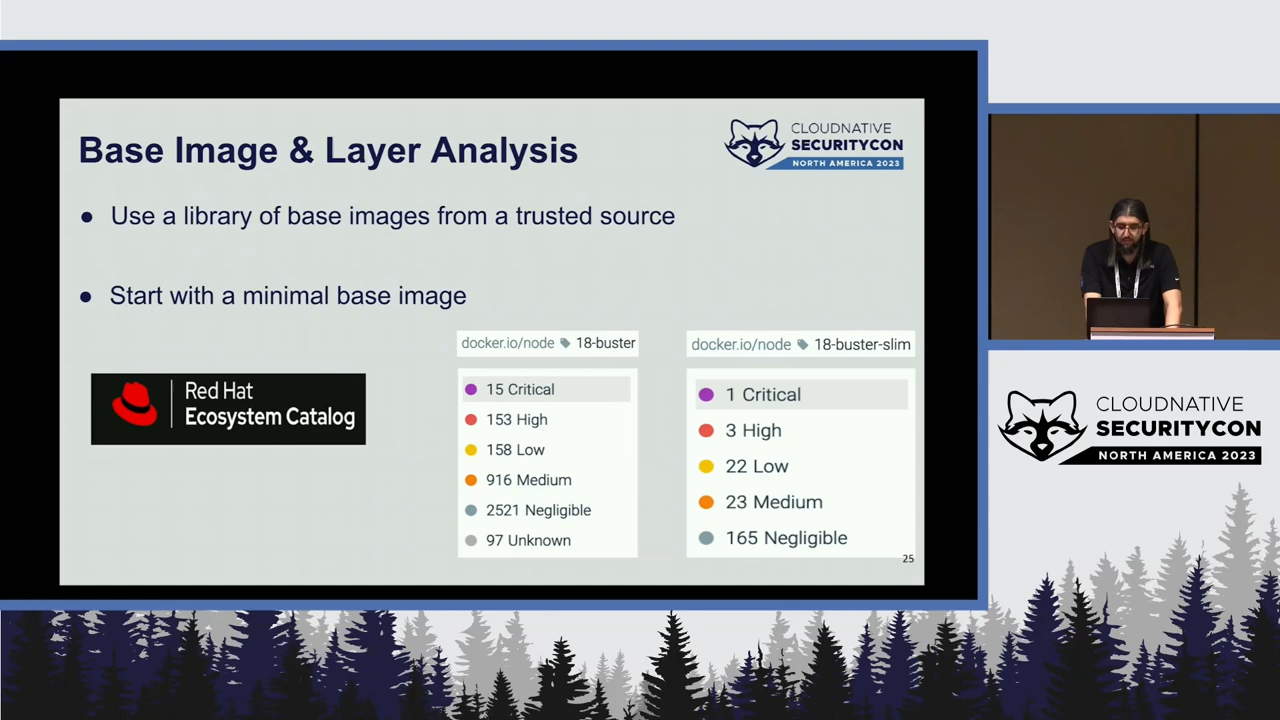 Base Image & Layer Analysis
CLOUDNATIVE
SECURITYCON
NORTH AMERICA 2023
● Use a library of base images from a trusted source
● Start with a minimal base image
Red Hat
Ecosystem Catalog
docker.io/node 18-buster
15 Critical
153 High
158 Low
916 Medium
2521 Negligible
97 Unknown
docker.io/node 18-buster-slim
1 Critical
3 High
22 Low
23 Medium
165 Negligible
25
CLOUDNATIVE
SECURITYCON
NORTH AMERICA 2023